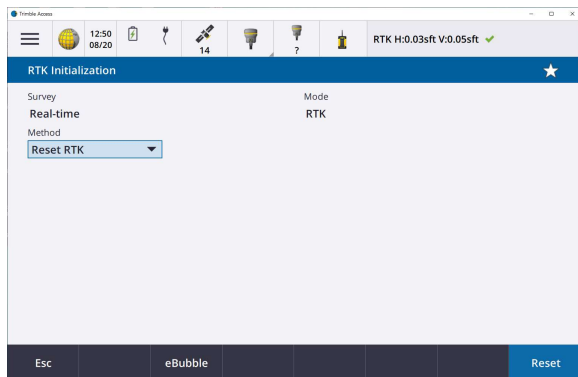 Trimble Access
12:50
08/20
14
?
RTK H:0.03sft V:0.05sft
RTK Initialization
Survey
Mode
Real-time
RTK
Method
Reset RTK
Esc
eBubble
Reset